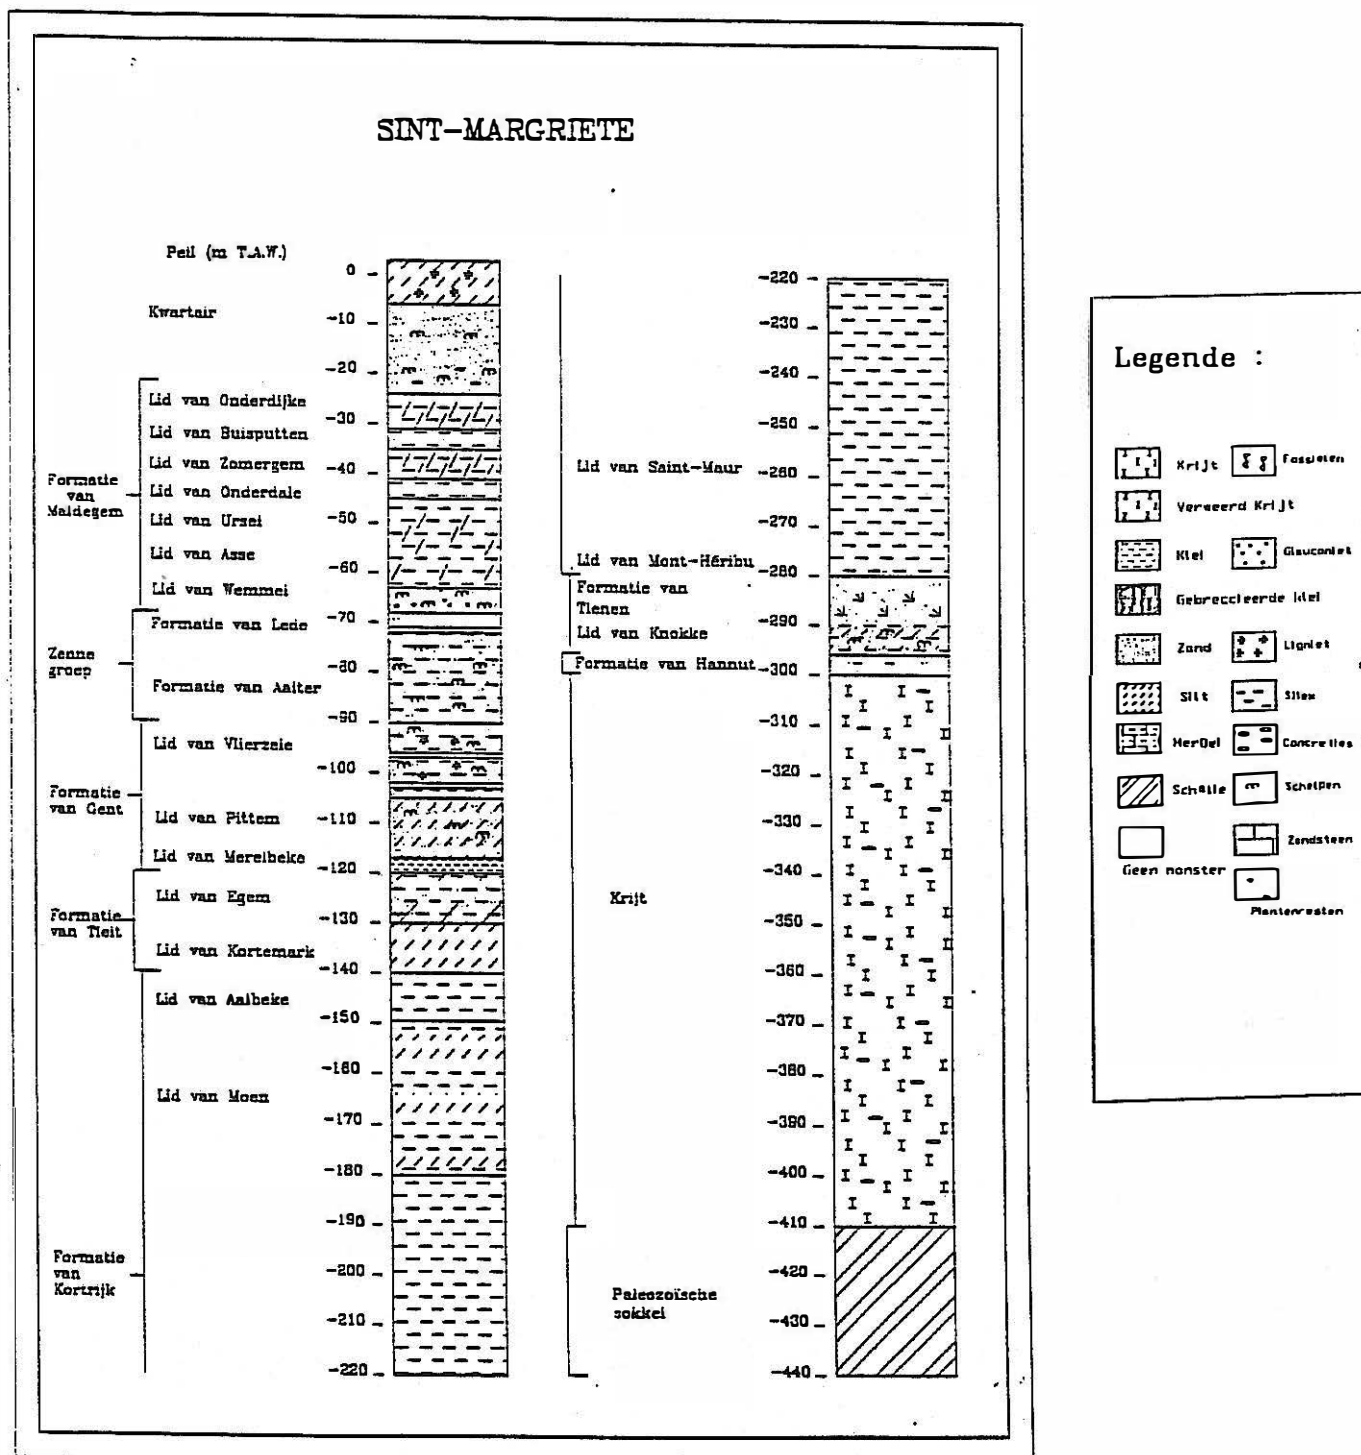 SINT-MARGRIETE
Peil (m T.A.W.)
0
Kwartair
-10
-20
Lid van Onderdijke
-30
Lid van Buisputten
Lid van Zomergem
-40
Formatie
van
Maldegem
Lid van Onderdale
Lid van Ursel
-50
Lid van Asse
-60
Lid van Wemmel
Formatie van Lede
-70
Zenne
groep
-80
Formatie van Aalter
-90
Lid van Vlierzele
-100
Formatie
van Gent
Lid van Pittem
-110
Lid van Merelbeke
-120
Lid van Egem
Formatie
van Tielt
-130
Lid van Kortemark
-140
Lid van Aalbeke
-150
-160
Lid van Moen
-170
-180
-190
Formatie
van
Kortrijk
-200
-210
-220
-220
-230
-240
-250
Lid van Saint-Maur
-260
-270
Lid van Mont-Héribu
-280
Formatie van
Tienen
-290
Lid van Knokke
Formatie van Hannut
-300
-310
-320
-330
-340
Krijt
-350
-360
-370
-380
-390
-400
-410
-420
Paleozoïsche
sokkel
-430
-440
Legende :
Krijt
Fossielen
Verweerd Krijt
Klei
Glauconiet
Gebreccieerde klei
Zand
Ligniet
Silt
Silex
Mergel
Concreties
Schalie
Schelpen
Zandsteen
Geen monster
Plantenresten